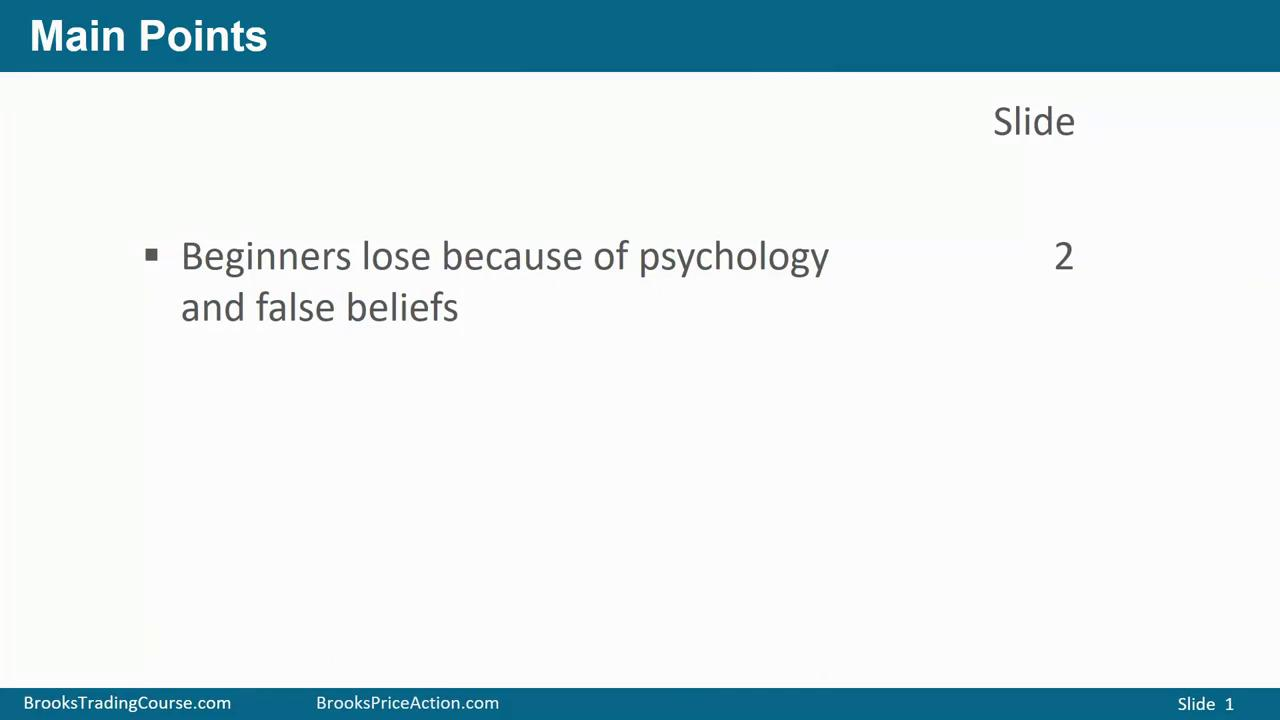 Main Points
Slide
▪ Beginners lose because of psychology 2
and false beliefs
BrooksTradingCourse.com BrooksPriceAction.com Slide 1